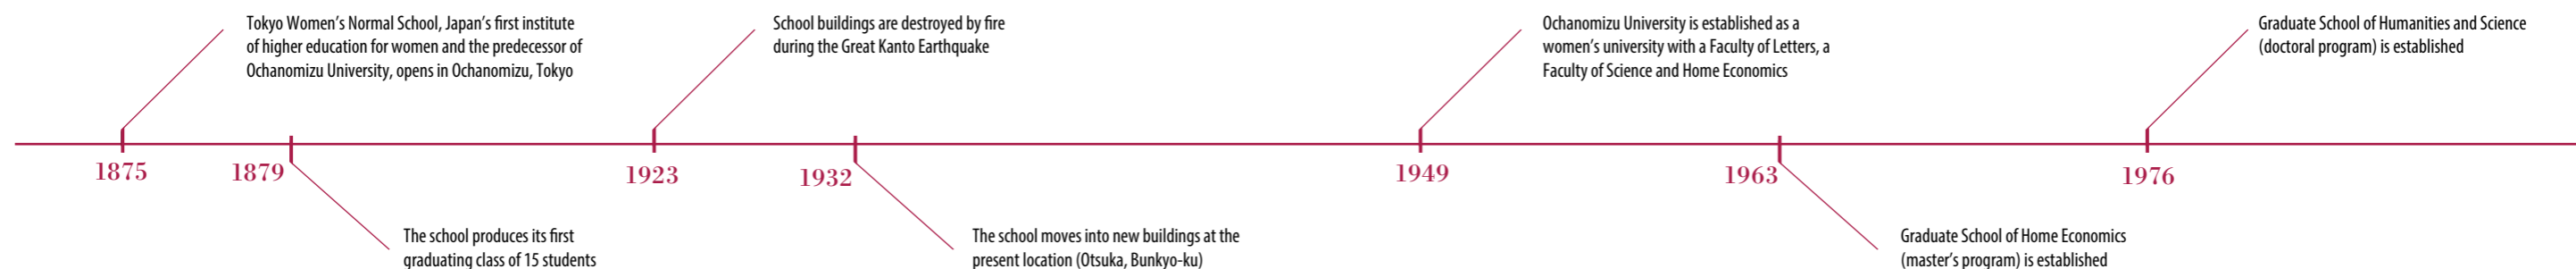 Tokyo Women's Normal School, Japan's first institute
of higher education for women and the predecessor of
Ochanomizu University, opens in Ochanomizu, Tokyo
School buildings are destroyed by fire
during the Great Kanto Earthquake
Ochanomizu University is established as a
women's university with a Faculty of Letters, a
Faculty of Science and Home Economics
Graduate School of Humanities and Science
(doctoral program) is established
1875
1879
1923
1932
1949
1963
1976
The school produces its first
graduating class of 15 students
The school moves into new buildings at the
present location (Otsuka, Bunkyo-ku)
Graduate School of Home Economics
(master's program) is established